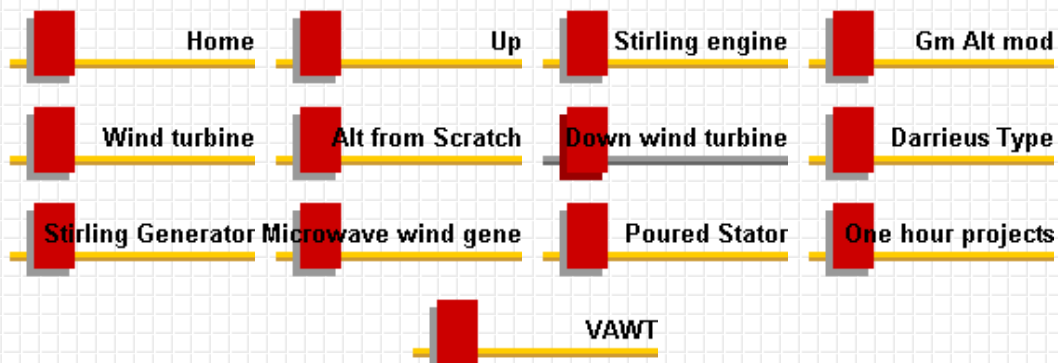 Home
Up
Stirling engine
Gm Alt mod
Wind turbine
Alt from Scratch
Down wind turbine
Darrieus Type
Stirling Generator
Microwave wind gene
Poured Stator
One hour projects
VAWT